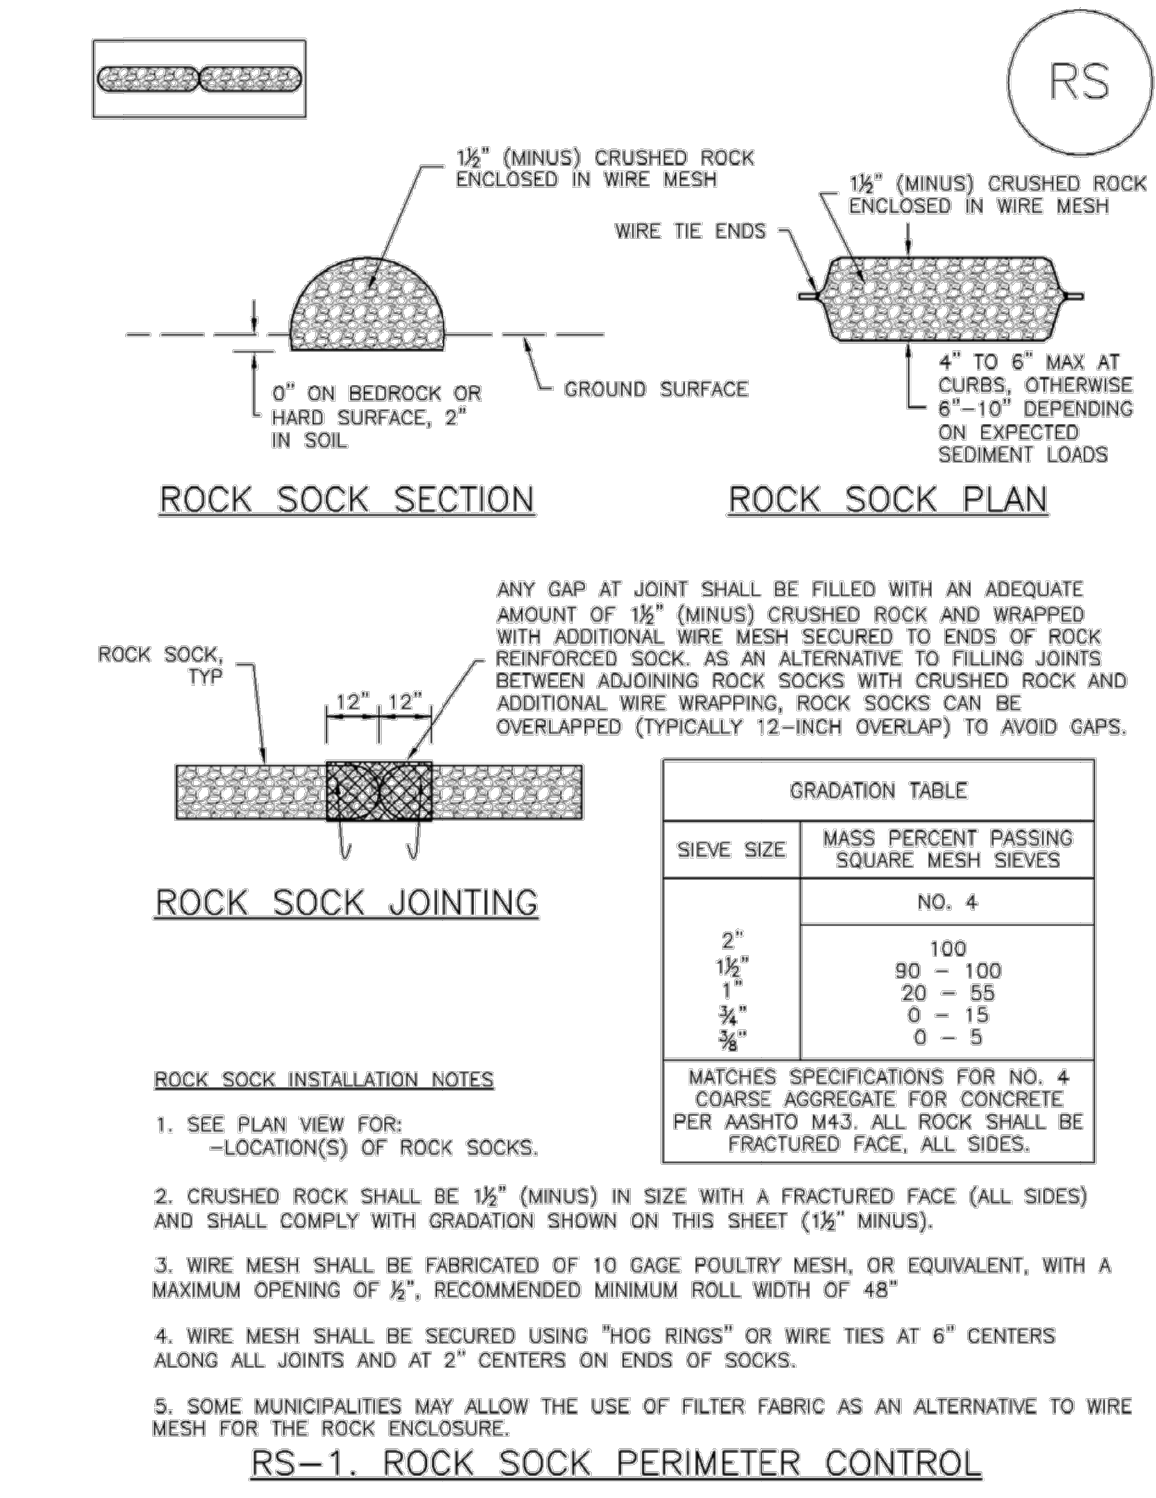 RS
1½" (MINUS) CRUSHED ROCK
ENCLOSED IN WIRE MESH
1½" (MINUS) CRUSHED ROCK
ENCLOSED IN WIRE MESH
WIRE TIE ENDS
0" ON BEDROCK OR
HARD SURFACE, 2"
IN SOIL
GROUND SURFACE
4" TO 6" MAX AT
CURBS, OTHERWISE
6"-10" DEPENDING
ON EXPECTED
SEDIMENT LOADS
ROCK SOCK SECTION
ROCK SOCK PLAN
ANY GAP AT JOINT SHALL BE FILLED WITH AN ADEQUATE
AMOUNT OF 1½" (MINUS) CRUSHED ROCK AND WRAPPED
WITH ADDITIONAL WIRE MESH SECURED TO ENDS OF ROCK
REINFORCED SOCK. AS AN ALTERNATIVE TO FILLING JOINTS
BETWEEN ADJOINING ROCK SOCKS WITH CRUSHED ROCK AND
ADDITIONAL WIRE WRAPPING, ROCK SOCKS CAN BE
OVERLAPPED (TYPICALLY 12-INCH OVERLAP) TO AVOID GAPS.
ROCK SOCK,
TYP
12" 12"
ROCK SOCK JOINTING
GRADATION TABLE
SIEVE SIZE
MASS PERCENT PASSING
SQUARE MESH SIEVES
NO. 4
2" 100
1½" 90 - 100
1" 20 - 55
¾" 0 - 15
⅜" 0 - 5
MATCHES SPECIFICATIONS FOR NO. 4
COARSE AGGREGATE FOR CONCRETE
PER AASHTO M43. ALL ROCK SHALL BE
FRACTURED FACE, ALL SIDES.
ROCK SOCK INSTALLATION NOTES
1. SEE PLAN VIEW FOR:
-LOCATION(S) OF ROCK SOCKS.
2. CRUSHED ROCK SHALL BE 1½" (MINUS) IN SIZE WITH A FRACTURED FACE (ALL SIDES)
AND SHALL COMPLY WITH GRADATION SHOWN ON THIS SHEET (1½" MINUS).
3. WIRE MESH SHALL BE FABRICATED OF 10 GAGE POULTRY MESH, OR EQUIVALENT, WITH A
MAXIMUM OPENING OF ½", RECOMMENDED MINIMUM ROLL WIDTH OF 48"
4. WIRE MESH SHALL BE SECURED USING "HOG RINGS" OR WIRE TIES AT 6" CENTERS
ALONG ALL JOINTS AND AT 2" CENTERS ON ENDS OF SOCKS.
5. SOME MUNICIPALITIES MAY ALLOW THE USE OF FILTER FABRIC AS AN ALTERNATIVE TO WIRE
MESH FOR THE ROCK ENCLOSURE.
RS-1. ROCK SOCK PERIMETER CONTROL